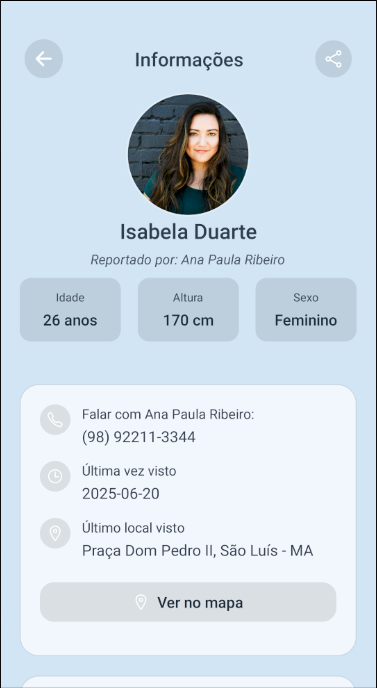 Informações
Isabela Duarte
Reportado por: Ana Paula Ribeiro
Idade
26 anos
Altura
170 cm
Sexo
Feminino
Falar com Ana Paula Ribeiro:
(98) 92211-3344
Última vez visto
2025-06-20
Último local visto
Praça Dom Pedro II, São Luís - MA
Ver no mapa